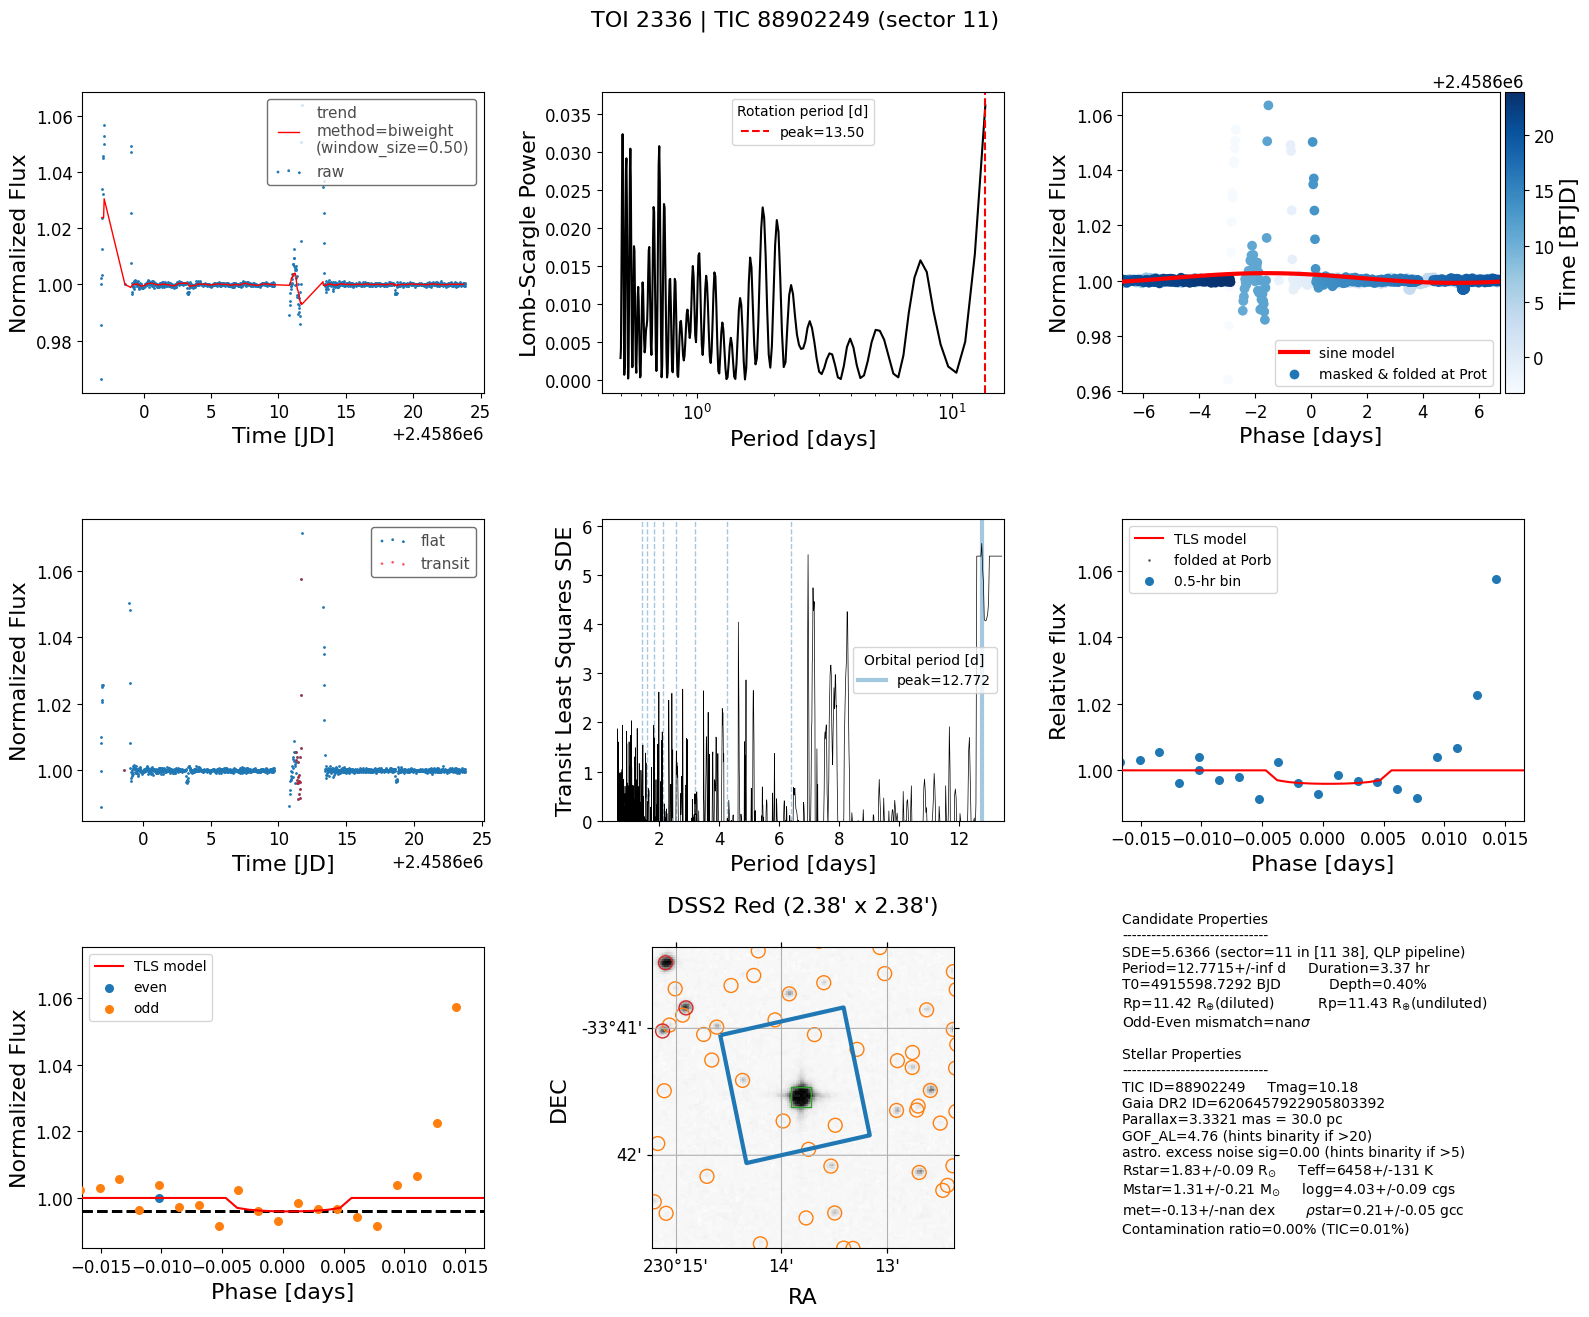 TOI 2336 | TIC 88902249 (sector 11)
Normalized Flux
1.06
1.04
1.02
1.00
0.98
trend
method=biweight
(window_size=0.50)
raw
0 5 10 15 20 25
Time [JD]
+2.4586e6
Lomb-Scargle Power
0.035
0.030
0.025
0.020
0.015
0.010
0.005
0.000
Rotation period [d]
peak=13.50
10⁰ 10¹
Period [days]
Normalized Flux
1.06
1.04
1.02
1.00
0.98
0.96
sine model
masked & folded at Prot
−6 −4 −2 0 2 4 6
Phase [days]
+2.4586e6
20
15
10
5
0
Time [BTJD]
Normalized Flux
1.06
1.04
1.02
1.00
flat
transit
0 5 10 15 20 25
Time [JD]
+2.4586e6
Transit Least Squares SDE
6
5
4
3
2
1
0
Orbital period [d]
peak=12.772
2 4 6 8 10 12
Period [days]
Relative flux
1.06
1.04
1.02
1.00
TLS model
folded at Porb
0.5-hr bin
−0.015 −0.010 −0.005 0.000 0.005 0.010 0.015
Phase [days]
Normalized Flux
1.06
1.04
1.02
1.00
TLS model
even
odd
−0.015 −0.010 −0.005 0.000 0.005 0.010 0.015
Phase [days]
DSS2 Red (2.38' x 2.38')
DEC
-33°41'
42'
230°15' 14' 13'
RA
Candidate Properties
------------------------------
SDE=5.6366 (sector=11 in [11 38], QLP pipeline)
Period=12.7715+/-inf d Duration=3.37 hr
T0=4915598.7292 BJD Depth=0.40%
Rp=11.42 R⊕(diluted) Rp=11.43 R⊕(undiluted)
Odd-Even mismatch=nanσ
Stellar Properties
------------------------------
TIC ID=88902249 Tmag=10.18
Gaia DR2 ID=6206457922905803392
Parallax=3.3321 mas = 30.0 pc
GOF_AL=4.76 (hints binarity if >20)
astro. excess noise sig=0.00 (hints binarity if >5)
Rstar=1.83+/-0.09 R⊙ Teff=6458+/-131 K
Mstar=1.31+/-0.21 M⊙ logg=4.03+/-0.09 cgs
met=-0.13+/-nan dex ρstar=0.21+/-0.05 gcc
Contamination ratio=0.00% (TIC=0.01%)